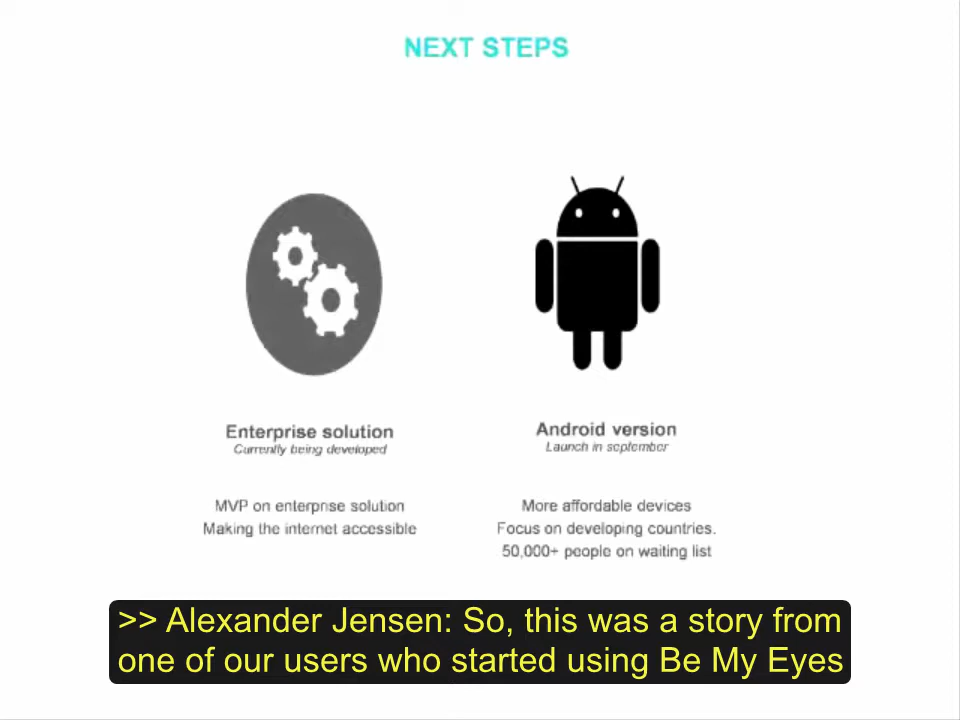 NEXT STEPS
Enterprise solution
Currently being developed
MVP on enterprise solution
Making the internet accessible
Android version
Launch in september
More affordable devices
Focus on developing countries.
50,000+ people on waiting list
>> Alexander Jensen: So, this was a story from
one of our users who started using Be My Eyes